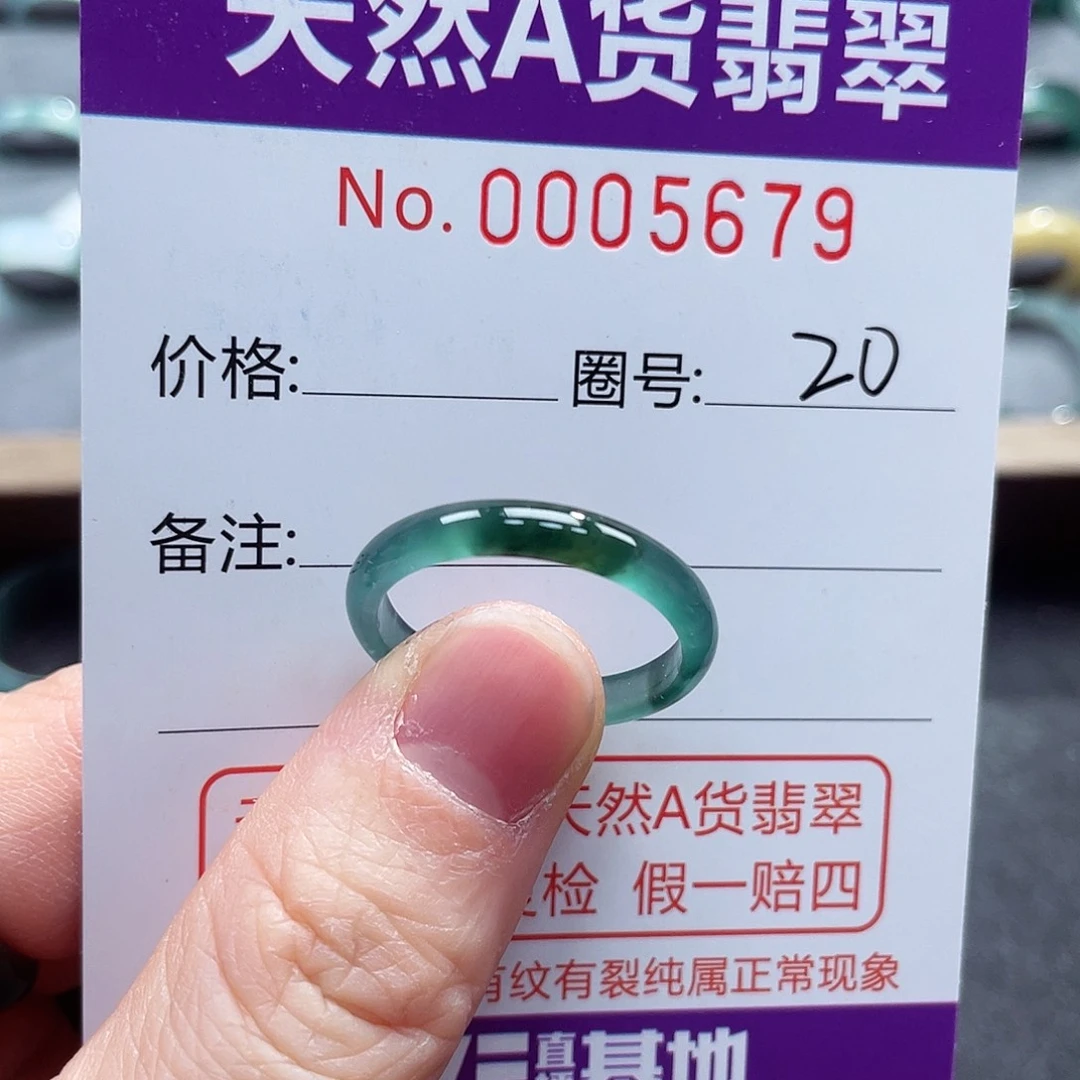 天然A货翡翠
No.0005679
价格: 圈号: 20
备注:
天然A货翡翠
检 假一赔四
有纹有裂纯属正常现象
基地